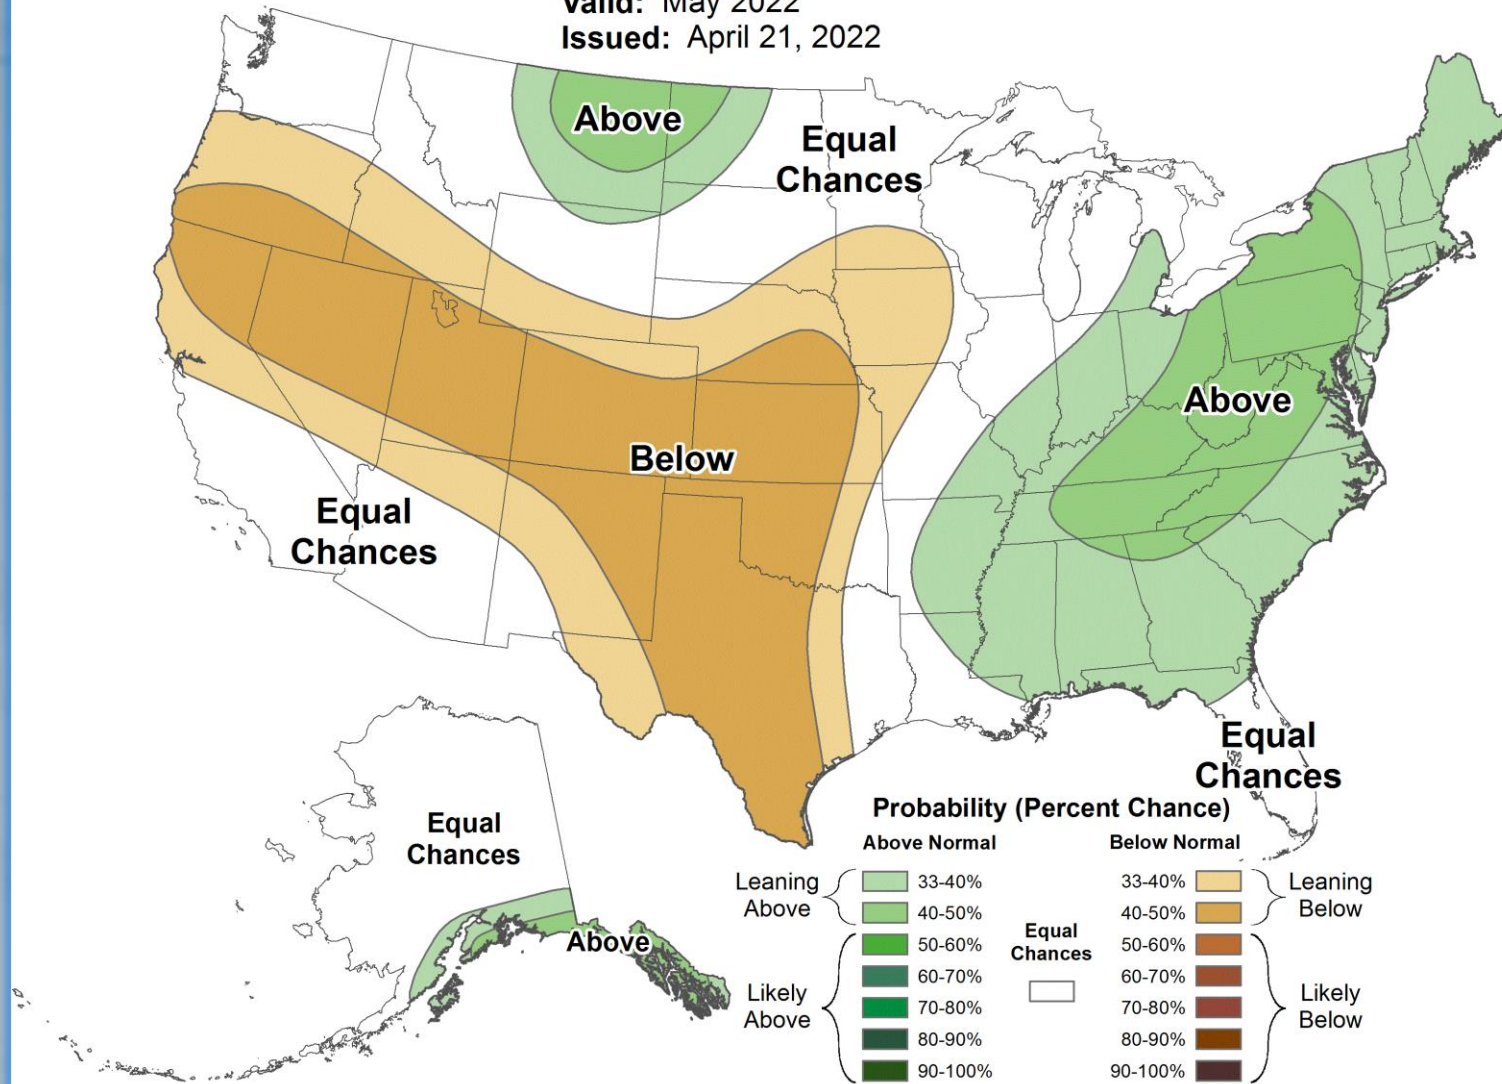 Valid: May 2022
Issued: April 21, 2022
Above
Equal
Chances
Above
Below
Equal
Chances
Equal
Chances
Equal
Chances
Above
Probability (Percent Chance)
Above Normal
Below Normal
Leaning
Above
33-40%
40-50%
50-60%
60-70%
70-80%
80-90%
90-100%
Likely
Above
Equal
Chances
33-40%
40-50%
50-60%
60-70%
70-80%
80-90%
90-100%
Leaning
Below
Likely
Below